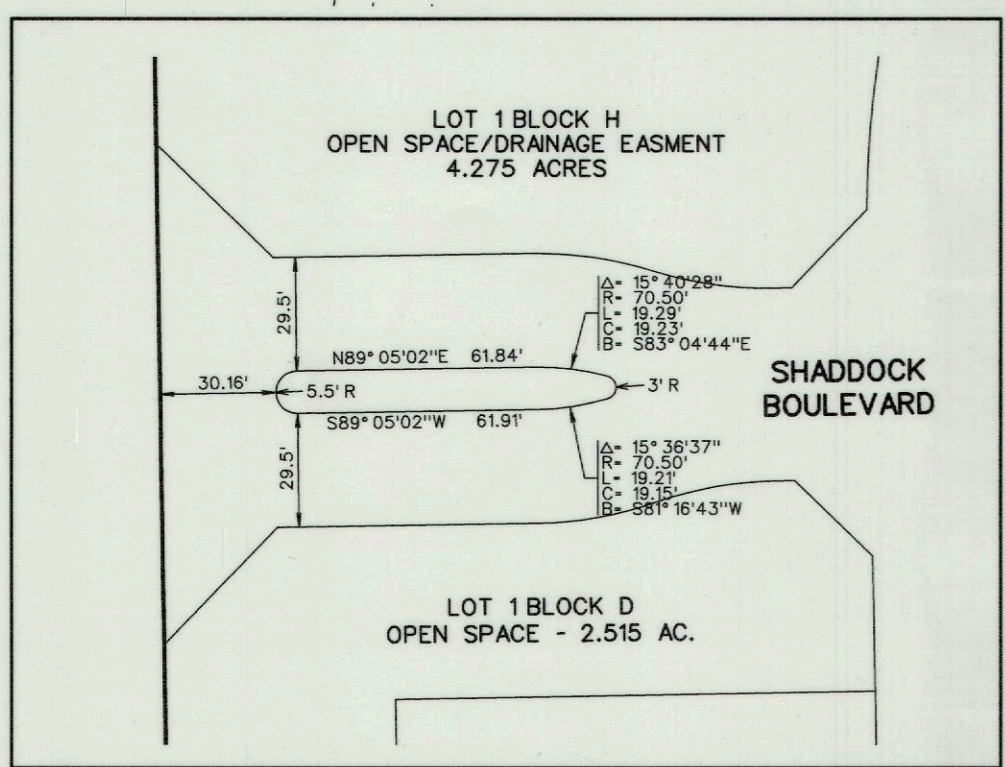 LOT 1 BLOCK H
OPEN SPACE/DRAINAGE EASMENT
4.275 ACRES
29.5'
Δ= 15° 40'28"
R= 70.50'
L= 19.29'
C= 19.23'
B= S83° 04'44"E
N89° 05'02"E 61.84'
30.16'
5.5' R
3' R
SHADDOCK
BOULEVARD
S89° 05'02"W 61.91'
29.5'
Δ= 15° 36'37"
R= 70.50'
L= 19.21'
C= 19.15'
B= S81° 16'43"W
LOT 1 BLOCK D
OPEN SPACE - 2.515 AC.